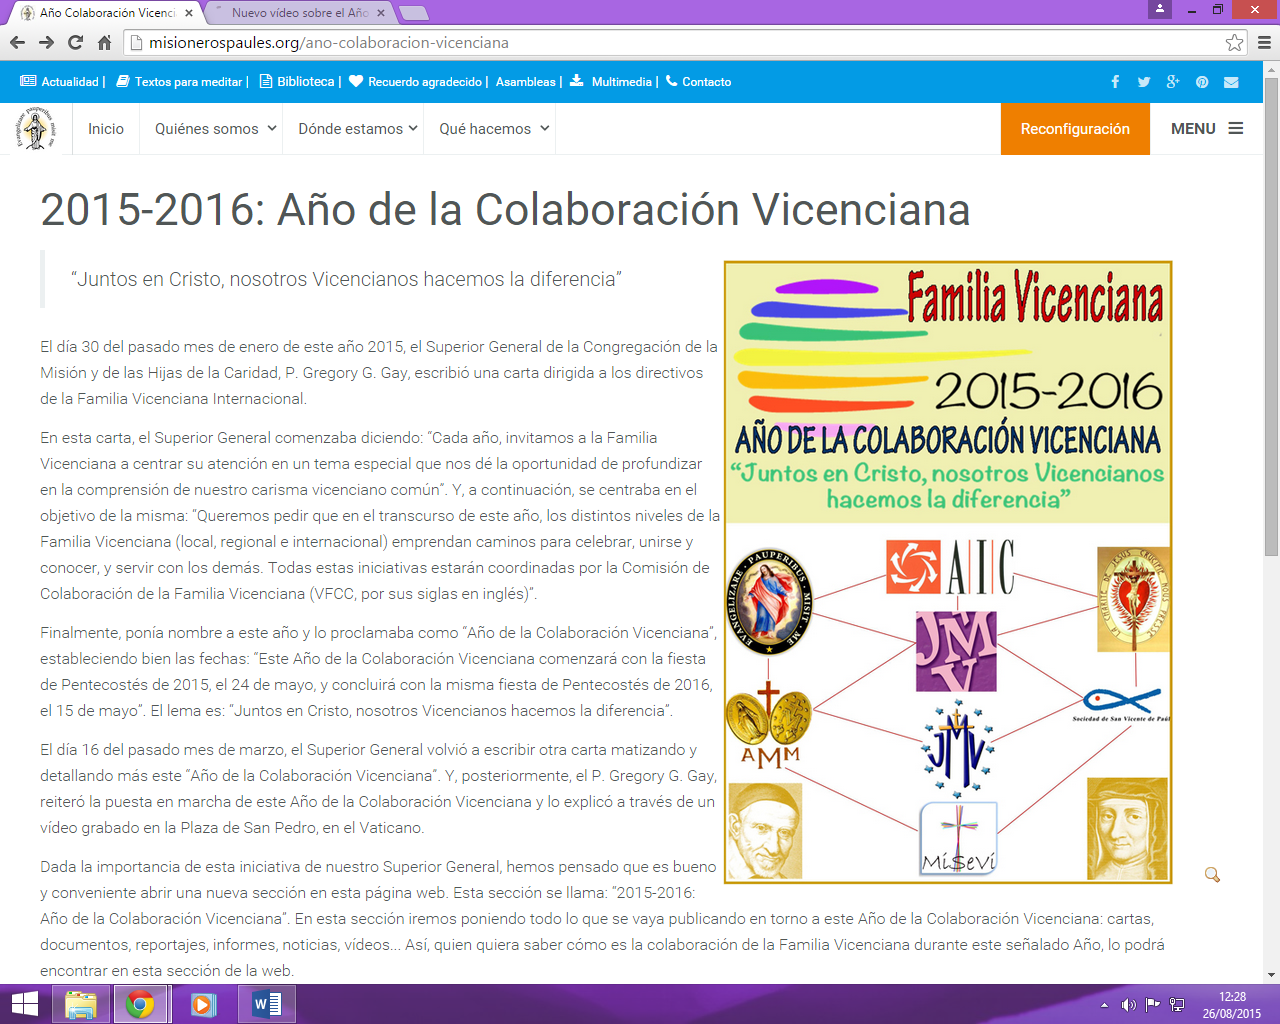 Año Colaboración Vicenci
Nuevo vídeo sobre el Año
misionerospaules.org/ano-colaboracion-vicenciana
Actualidad | Textos para meditar | Biblioteca | Recuerdo agradecido | Asambleas | Multimedia | Contacto
Evangelizare pauperibus misit me
Inicio Quiénes somos Dónde estamos Qué hacemos Reconfiguración MENU
2015-2016: Año de la Colaboración Vicenciana
“Juntos en Cristo, nosotros Vicencianos hacemos la diferencia”
El día 30 del pasado mes de enero de este año 2015, el Superior General de la Congregación de la
Misión y de las Hijas de la Caridad, P. Gregory G. Gay, escribió una carta dirigida a los directivos
de la Familia Vicenciana Internacional.
En esta carta, el Superior General comenzaba diciendo: “Cada año, invitamos a la Familia
Vicenciana a centrar su atención en un tema especial que nos dé la oportunidad de profundizar
en la comprensión de nuestro carisma vicenciano común”. Y, a continuación, se centraba en el
objetivo de la misma: “Queremos pedir que en el transcurso de este año, los distintos niveles de la
Familia Vicenciana (local, regional e internacional) emprendan caminos para celebrar, unirse y
conocer, y servir con los demás. Todas estas iniciativas estarán coordinadas por la Comisión de
Colaboración de la Familia Vicenciana (VFCC, por sus siglas en inglés)”.
Finalmente, ponía nombre a este año y lo proclamaba como “Año de la Colaboración Vicenciana”,
estableciendo bien las fechas: “Este Año de la Colaboración Vicenciana comenzará con la fiesta
de Pentecostés de 2015, el 24 de mayo, y concluirá con la misma fiesta de Pentecostés de 2016,
el 15 de mayo”. El lema es: “Juntos en Cristo, nosotros Vicencianos hacemos la diferencia”.
El día 16 del pasado mes de marzo, el Superior General volvió a escribir otra carta matizando y
detallando más este “Año de la Colaboración Vicenciana”. Y, posteriormente, el P. Gregory G. Gay,
reiteró la puesta en marcha de este Año de la Colaboración Vicenciana y lo explicó a través de un
vídeo grabado en la Plaza de San Pedro, en el Vaticano.
Dada la importancia de esta iniciativa de nuestro Superior General, hemos pensado que es bueno
y conveniente abrir una nueva sección en esta página web. Esta sección se llama: “2015-2016:
Año de la Colaboración Vicenciana”. En esta sección iremos poniendo todo lo que se vaya publicando en torno a este Año de la Colaboración Vicenciana: cartas,
documentos, reportajes, informes, noticias, vídeos... Así, quien quiera saber cómo es la colaboración de la Familia Vicenciana durante este señalado Año, lo podrá
encontrar en esta sección de la web.
Familia Vicenciana
2015-2016
AÑO DE LA COLABORACIÓN VICENCIANA
“Juntos en Cristo, nosotros Vicencianos
hacemos la diferencia”
EVANGELIZARE · PAUPERIBUS · MISIT · ME
AIC
LA CHARITÉ DE JESUS CRUCIFIÉ NOUS PRESSE
JMV
AMM
JMV
Sociedad de San Vicente de Paúl
MiSeVi
12:28
26/08/2015